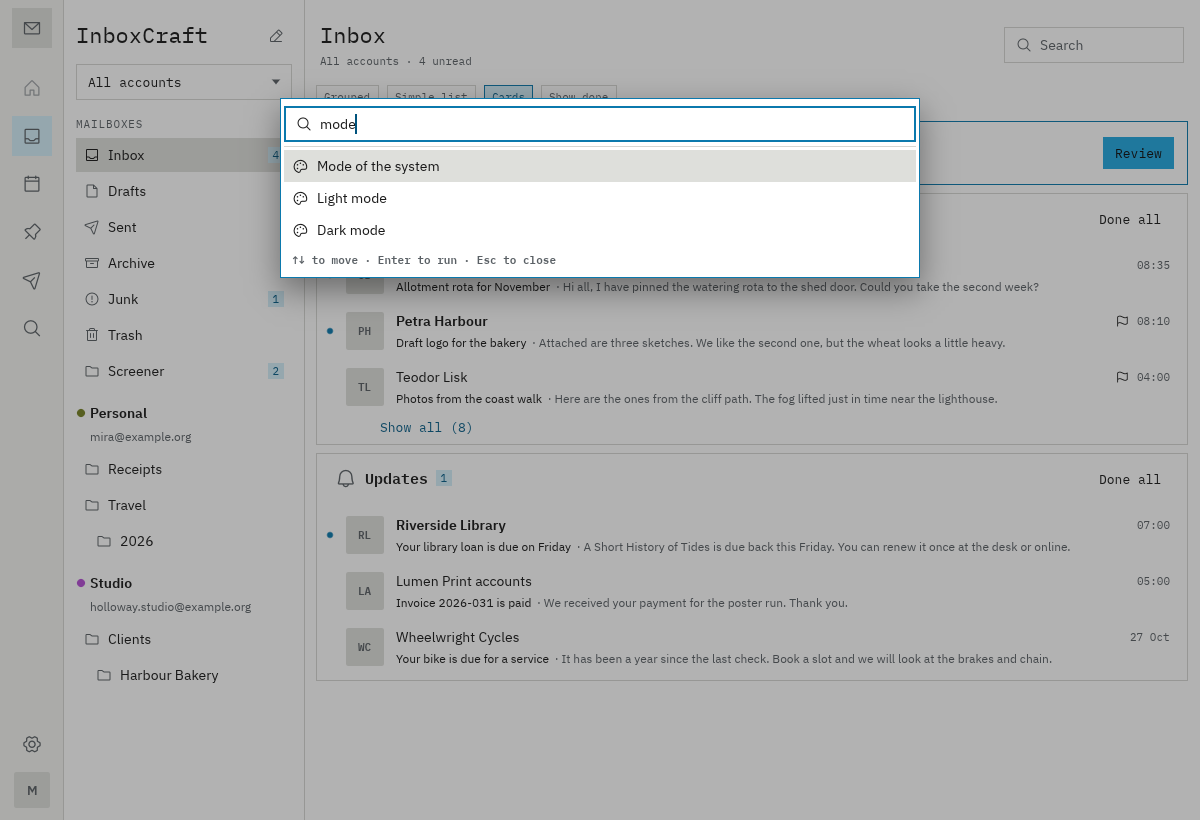 InboxCraft
All accounts
MAILBOXES
Inbox 4
Drafts
Sent
Archive
Junk 1
Trash
Screener 2
Personal
mira@example.org
Receipts
Travel
2026
Studio
holloway.studio@example.org
Clients
Harbour Bakery
M
Inbox
All accounts · 4 unread
Search
Grouped Simple list Cards Show done
Review
mode
Mode of the system
Light mode
Dark mode
↑↓ to move · Enter to run · Esc to close
Done all
08:35
Allotment rota for November · Hi all, I have pinned the watering rota to the shed door. Could you take the second week?
PH Petra Harbour 08:10
Draft logo for the bakery · Attached are three sketches. We like the second one, but the wheat looks a little heavy.
TL Teodor Lisk 04:00
Photos from the coast walk · Here are the ones from the cliff path. The fog lifted just in time near the lighthouse.
Show all (8)
Updates 1 Done all
RL Riverside Library 07:00
Your library loan is due on Friday · A Short History of Tides is due back this Friday. You can renew it once at the desk or online.
LA Lumen Print accounts 05:00
Invoice 2026-031 is paid · We received your payment for the poster run. Thank you.
WC Wheelwright Cycles 27 Oct
Your bike is due for a service · It has been a year since the last check. Book a slot and we will look at the brakes and chain.